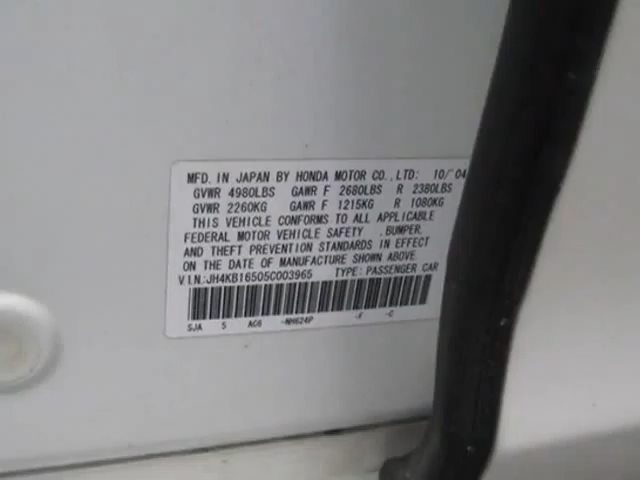 MFD. IN JAPAN BY HONDA MOTOR CO., LTD: 10/'04
GVWR 4980LBS GAWR F 2680LBS R 2380LBS
GVWR 2260KG GAWR F 1215KG R 1080KG
THIS VEHICLE CONFORMS TO ALL APPLICABLE
FEDERAL MOTOR VEHICLE SAFETY , BUMPER,
AND THEFT PREVENTION STANDARDS IN EFFECT
ON THE DATE OF MANUFACTURE SHOWN ABOVE.
V.I.N.:JH4KB16505C003965 TYPE: PASSENGER CAR
SJA 5 AC6 -NH624P -F -C